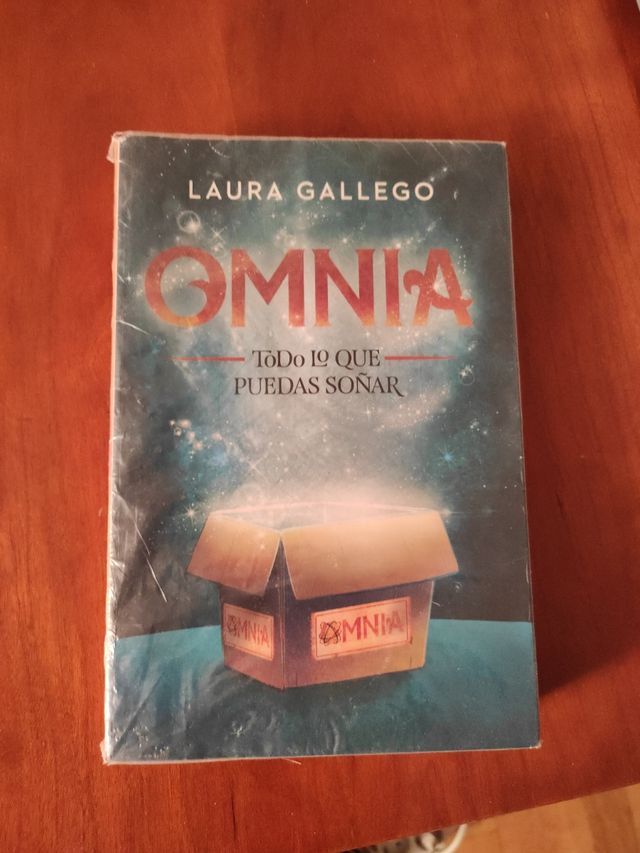 LAURA GALLEGO
OMNIA
TODO LO QUE
PUEDAS SOÑAR
OMNIA
OMNIA